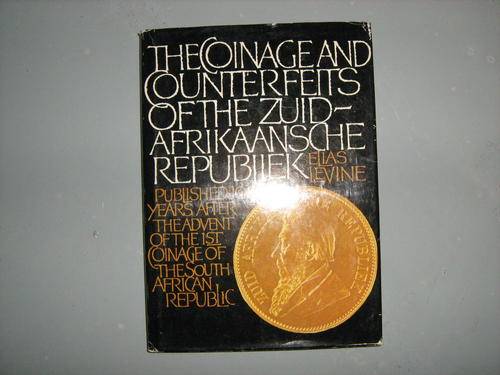 THE COINAGE AND
COUNTERFEITS
OF THE ZUID-
AFRIKAANSCHE
REPUBLIEK
ELIAS
LEVINE
PUBLISHED
YEARS AFTER
THE ADVENT
OF THE 1ST
COINAGE OF
THE SOUTH
AFRICAN
REPUBLIC
ZUID AFRIK REPUBLIEK